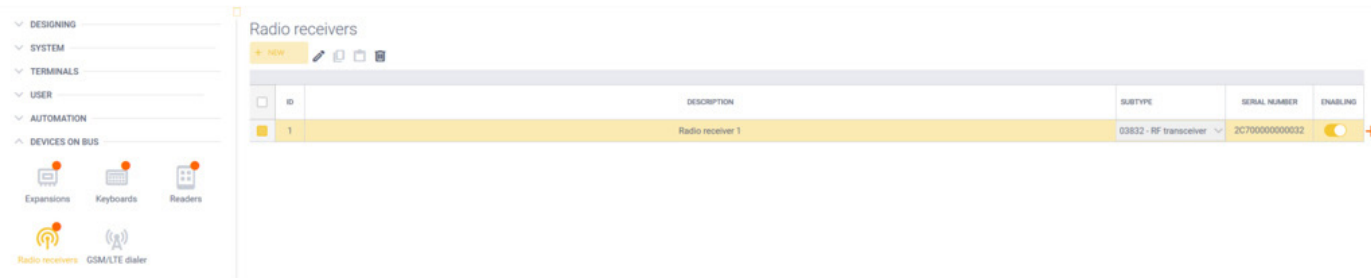 DESIGNING
SYSTEM
TERMINALS
USER
AUTOMATION
DEVICES ON BUS
Expansions Keyboards Readers
Radio receivers GSM/LTE dialer
Radio receivers
+ NEW
ID DESCRIPTION SUBTYPE SERIAL NUMBER ENABLING
1 Radio receiver 1 03832 - RF transceiver 2C700000000032